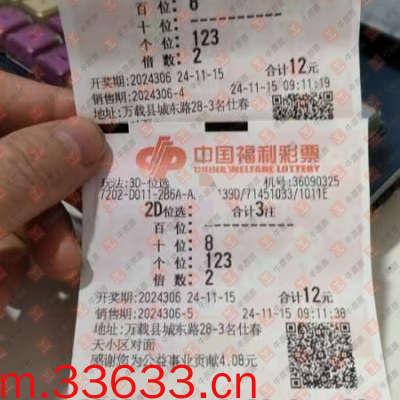 百 位: 8
十 位: -------------
个 位: 123
倍 数: 2
开奖期:2024306 24-11-15 合计12元
销售期:2024306-4 24-11-15 09:11:19
地址:万载县城东路28-3名仕春
中国福利彩票
CHINA WELFARE LOTTERY
玩法:3D-位选 机号:36090325
7202-D011-2B6A-A 1390/71451033/1011E
2D位选: 合计3注
百 位: -------------
十 位: 8
个 位: 123
倍 数: 2
开奖期:2024306 24-11-15 合计12元
销售期:2024306-5 24-11-15 09:11:38
地址:万载县城东路28-3名仕春
天小区对面
感谢您为公益事业贡献4.08元
m.33633.cn